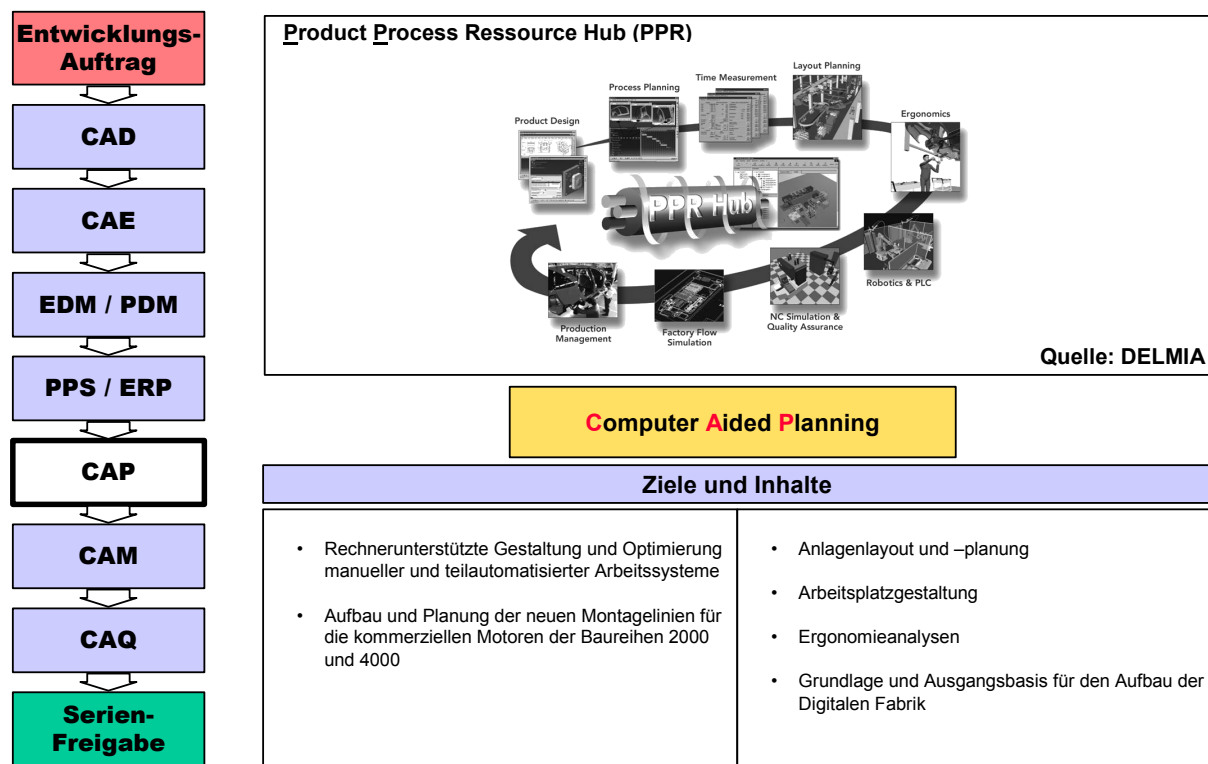 Entwicklungs-
Auftrag
CAD
CAE
EDM / PDM
PPS / ERP
CAP
CAM
CAQ
Serien-
Freigabe
Product Process Ressource Hub (PPR)
Product Design
Process Planning
Time Measurement
Layout Planning
Ergonomics
Robotics & PLC
NC Simulation &
Quality Assurance
Factory Flow
Simulation
Production
Management
PPR Hub
Quelle: DELMIA
Computer Aided Planning
Ziele und Inhalte
• Rechnerunterstützte Gestaltung und Optimierung
manueller und teilautomatisierter Arbeitssysteme
• Aufbau und Planung der neuen Montagelinien für
die kommerziellen Motoren der Baureihen 2000
und 4000
• Anlagenlayout und –planung
• Arbeitsplatzgestaltung
• Ergonomieanalysen
• Grundlage und Ausgangsbasis für den Aufbau der
Digitalen Fabrik